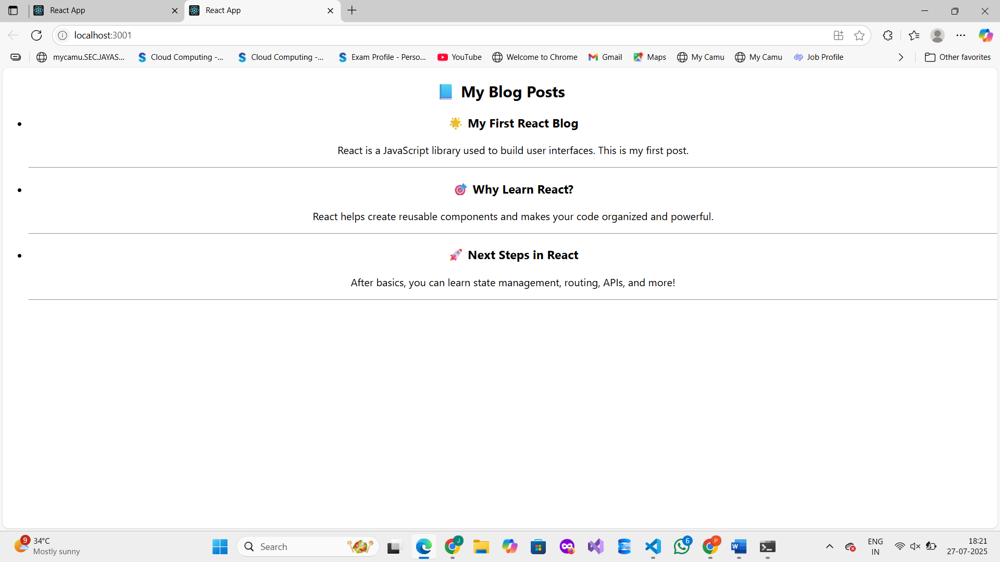 React App
React App
localhost:3001
mycamu.SEC.JAYAS...
Cloud Computing -...
Cloud Computing -...
Exam Profile - Perso...
YouTube
Welcome to Chrome
Gmail
Maps
My Camu
My Camu
Job Profile
Other favorites
My Blog Posts
My First React Blog
React is a JavaScript library used to build user interfaces. This is my first post.
Why Learn React?
React helps create reusable components and makes your code organized and powerful.
Next Steps in React
After basics, you can learn state management, routing, APIs, and more!
9
34°C
Mostly sunny
Search
J
6
P
W
ENG
IN
18:21
27-07-2025